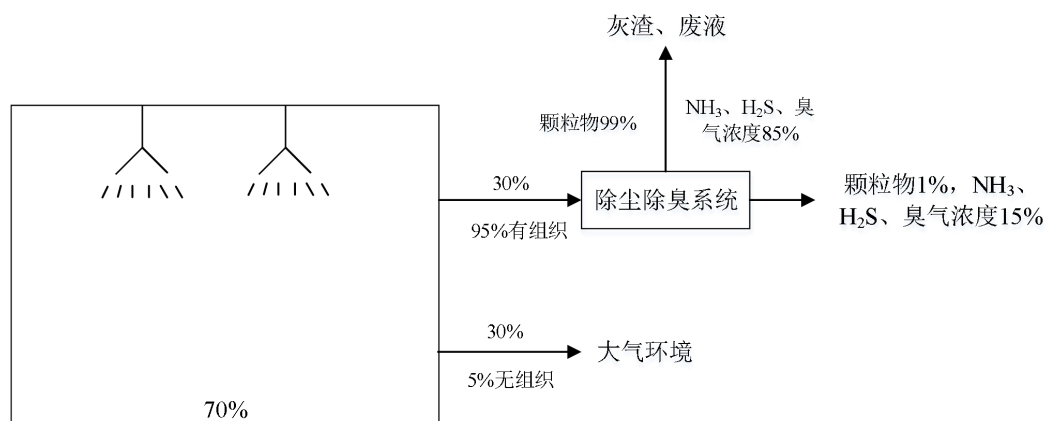 灰渣、废液
颗粒物99%
NH₃、H₂S、臭
气浓度85%
30%
95%有组织
除尘除臭系统
颗粒物1%，NH₃、
H₂S、臭气浓度15%
30%
5%无组织
大气环境
70%